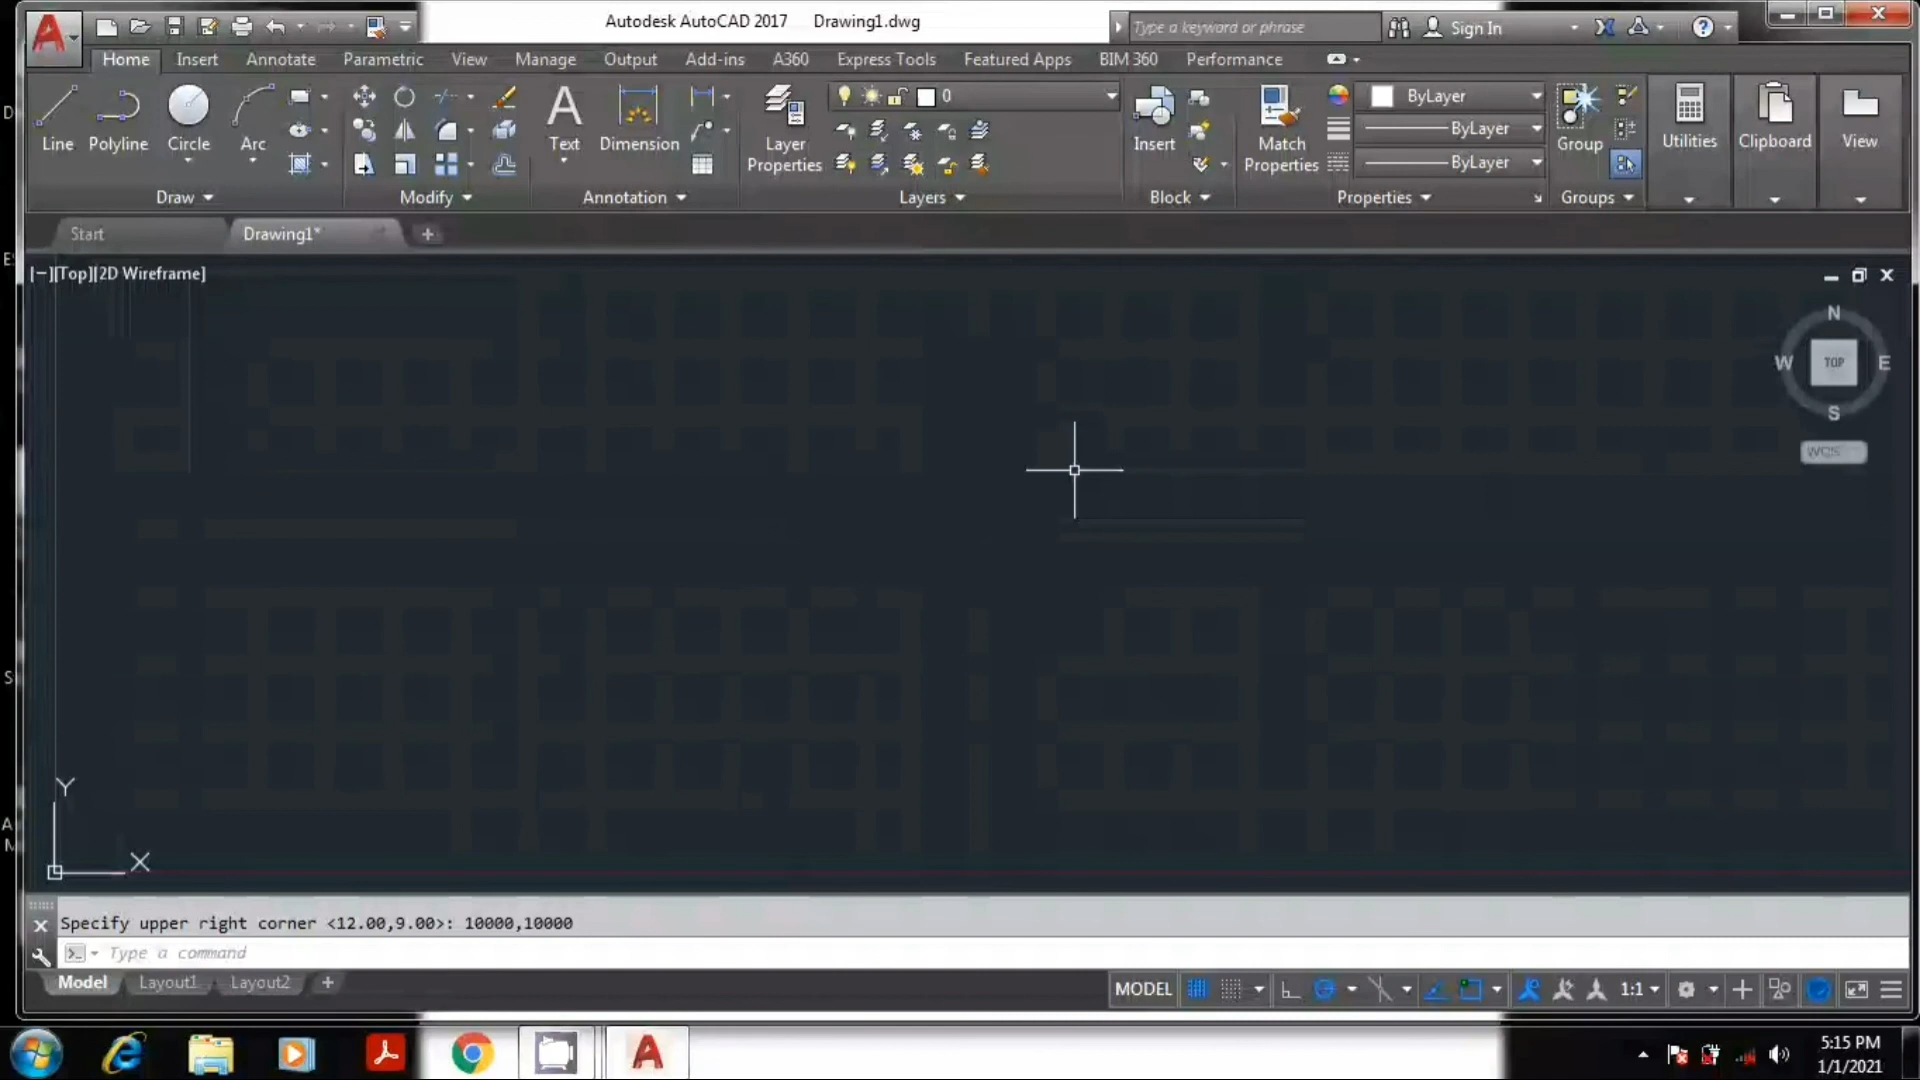 Autodesk AutoCAD 2017 Drawing1.dwg
Type a keyword or phrase
Sign In
Home Insert Annotate Parametric View Manage Output Add-ins A360 Express Tools Featured Apps BIM 360 Performance
0
ByLayer
ByLayer
ByLayer
Line Polyline Circle Arc
Text Dimension
Layer Properties
Insert
Match Properties
Group
Utilities
Clipboard
View
Draw Modify Annotation Layers Block Properties Groups
Start Drawing1*
[−][Top][2D Wireframe]
N
W TOP E
S
WCS
Y
X
Specify upper right corner <12.00,9.00>: 10000,10000
Type a command
Model Layout1 Layout2
MODEL 1:1
5:15 PM
1/1/2021